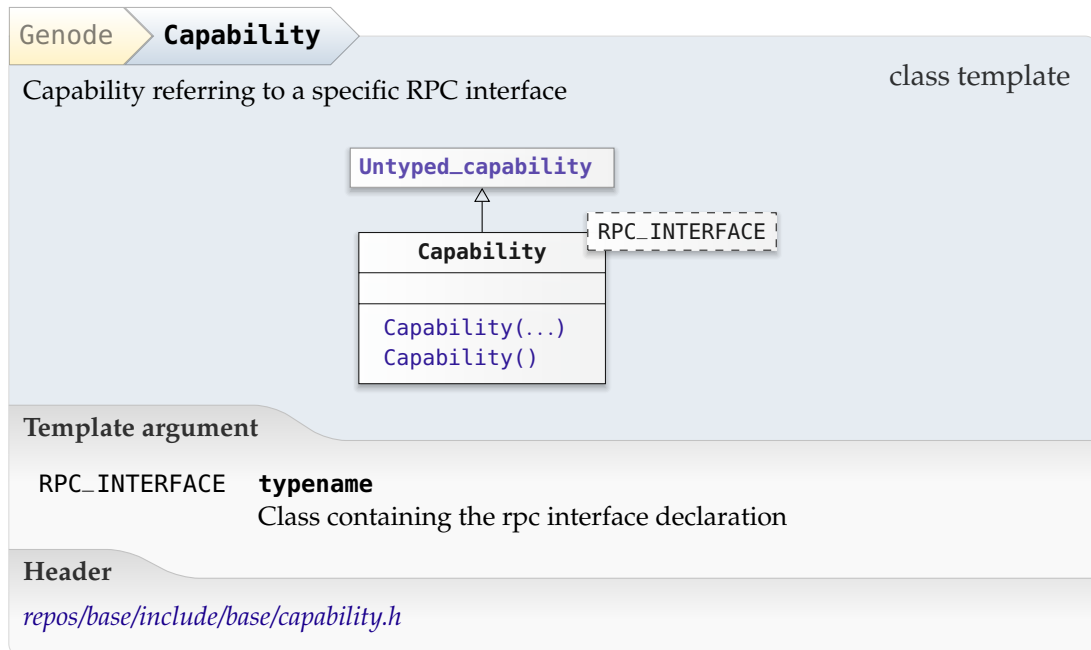 Genode Capability
class template
Capability referring to a specific RPC interface
Untyped_capability
RPC_INTERFACE
Capability
Capability(...)
Capability()
Template argument
RPC_INTERFACE typename
Class containing the rpc interface declaration
Header
repos/base/include/base/capability.h